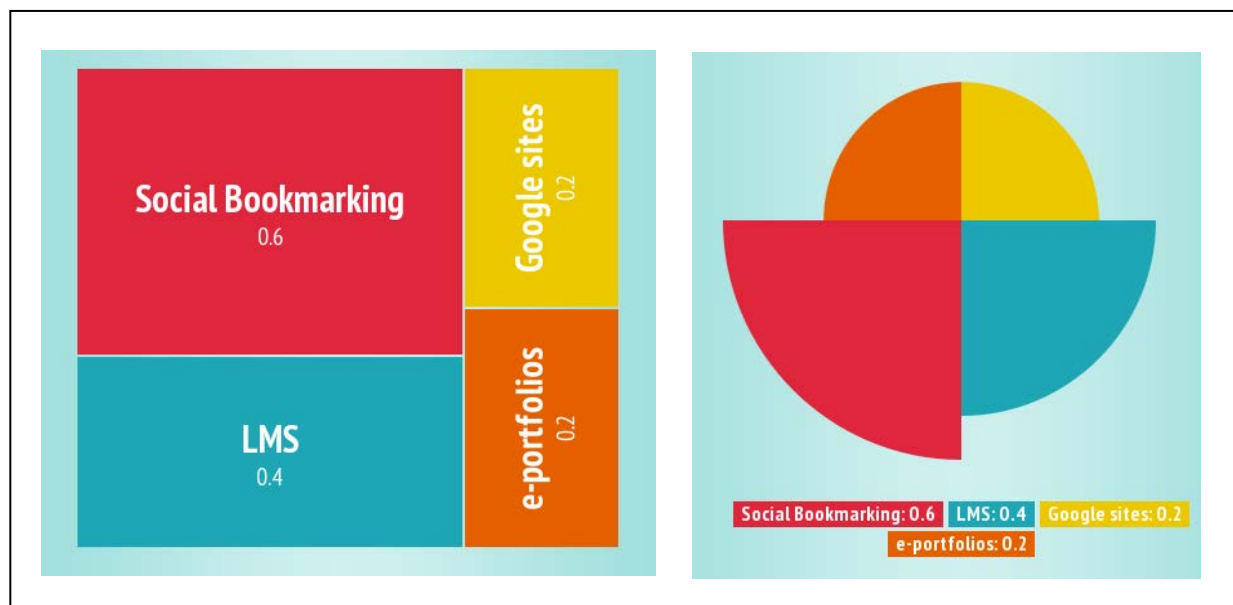 Social Bookmarking
0.6
Google sites
0.2
LMS
0.4
e-portfolios
0.2
Social Bookmarking: 0.6 LMS: 0.4 Google sites: 0.2
e-portfolios: 0.2